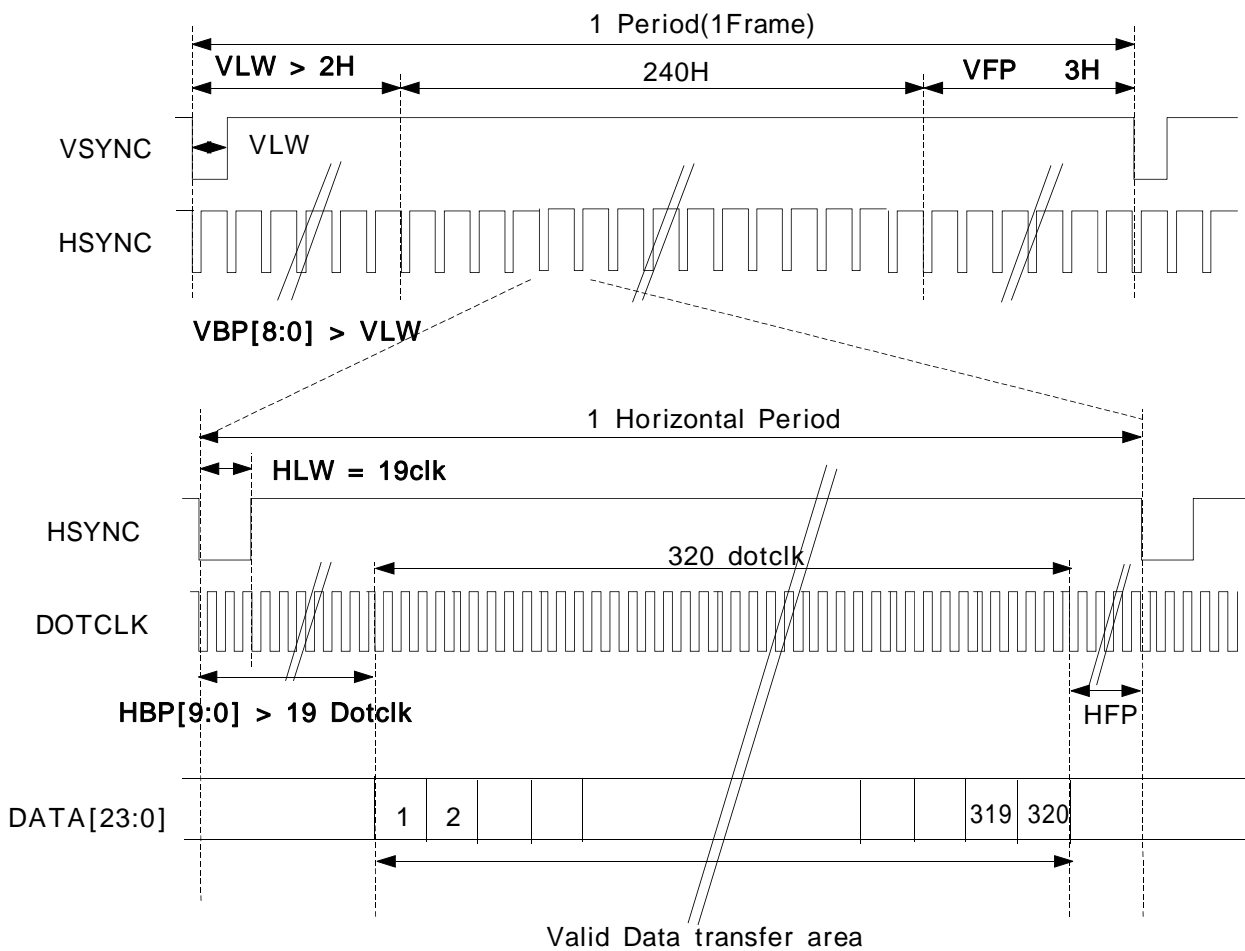 1 Period(1Frame)
VLW > 2H
240H
VFP 3H
VSYNC
VLW
HSYNC
VBP[8:0] > VLW
1 Horizontal Period
HLW = 19clk
HSYNC
320 dotclk
DOTCLK
HBP[9:0] > 19 Dotclk
HFP
DATA[23:0]
1
2
319
320
Valid Data transfer area